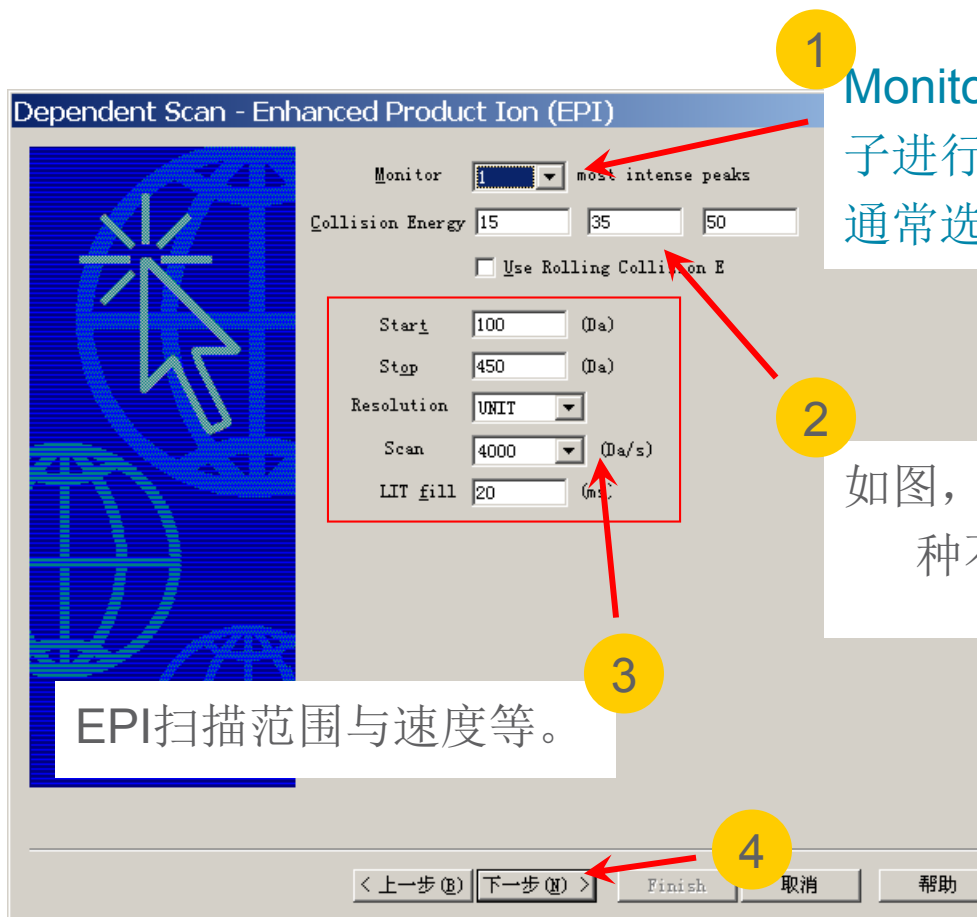 1
Monito
子进行
通常选
Dependent Scan - Enhanced Product Ion (EPI)
Monitor 1 most intense peaks
Collision Energy 15 35 50
Use Rolling Collision E
Start 100 (Da)
Stop 450 (Da)
Resolution UNIT
Scan 4000 (Da/s)
LIT fill 20 (ms)
2
如图，
种不
3
EPI扫描范围与速度等。
4
< 上一步(B) 下一步(N) > Finish 取消 帮助